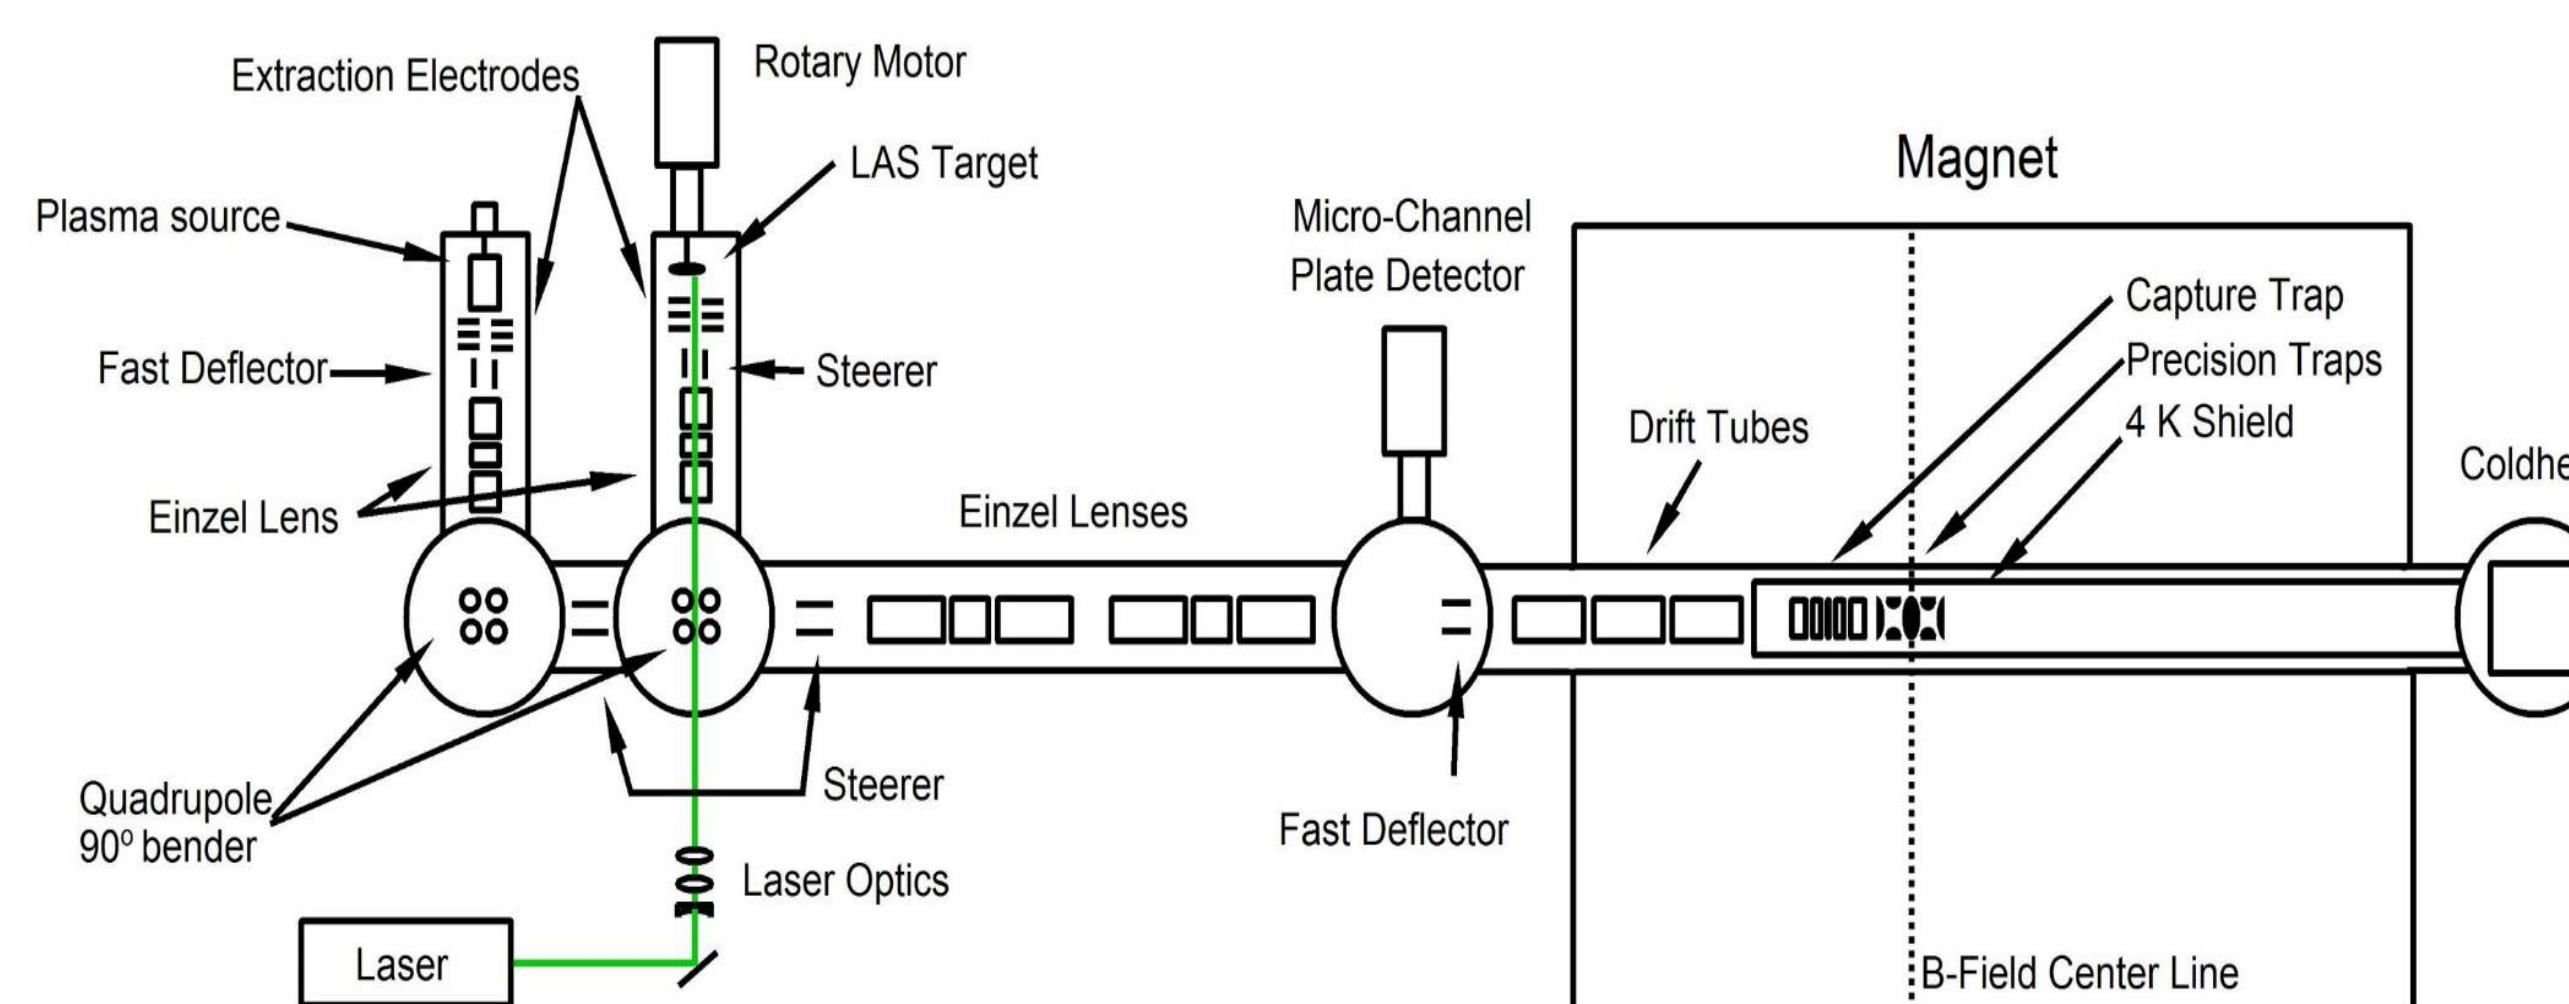 Extraction Electrodes
Rotary Motor
LAS Target
Plasma source
Fast Deflector
Steerer
Einzel Lens
Einzel Lenses
Micro-Channel
Plate Detector
Magnet
Capture Trap
Precision Traps
4 K Shield
Drift Tubes
Coldhe
Quadrupole
90º bender
Steerer
Fast Deflector
Laser Optics
Laser
B-Field Center Line